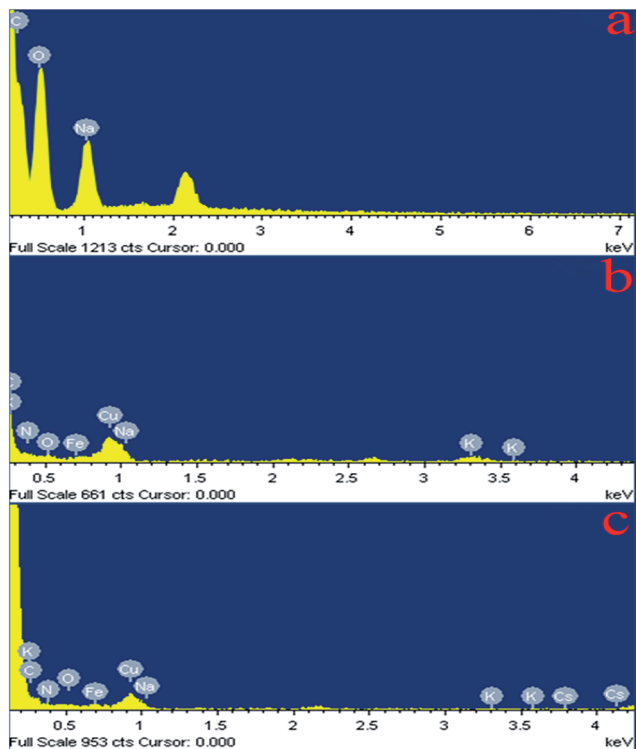 a
C
O
Na
1 2 3 4 5 6 7
Full Scale 1213 cts Cursor: 0.000 keV
b
N O Fe Cu Na K K
0.5 1 1.5 2 2.5 3 3.5 4
Full Scale 661 cts Cursor: 0.000 keV
c
K
C N O Fe Cu Na K K Cs Cs
0.5 1 1.5 2 2.5 3 3.5 4
Full Scale 953 cts Cursor: 0.000 keV